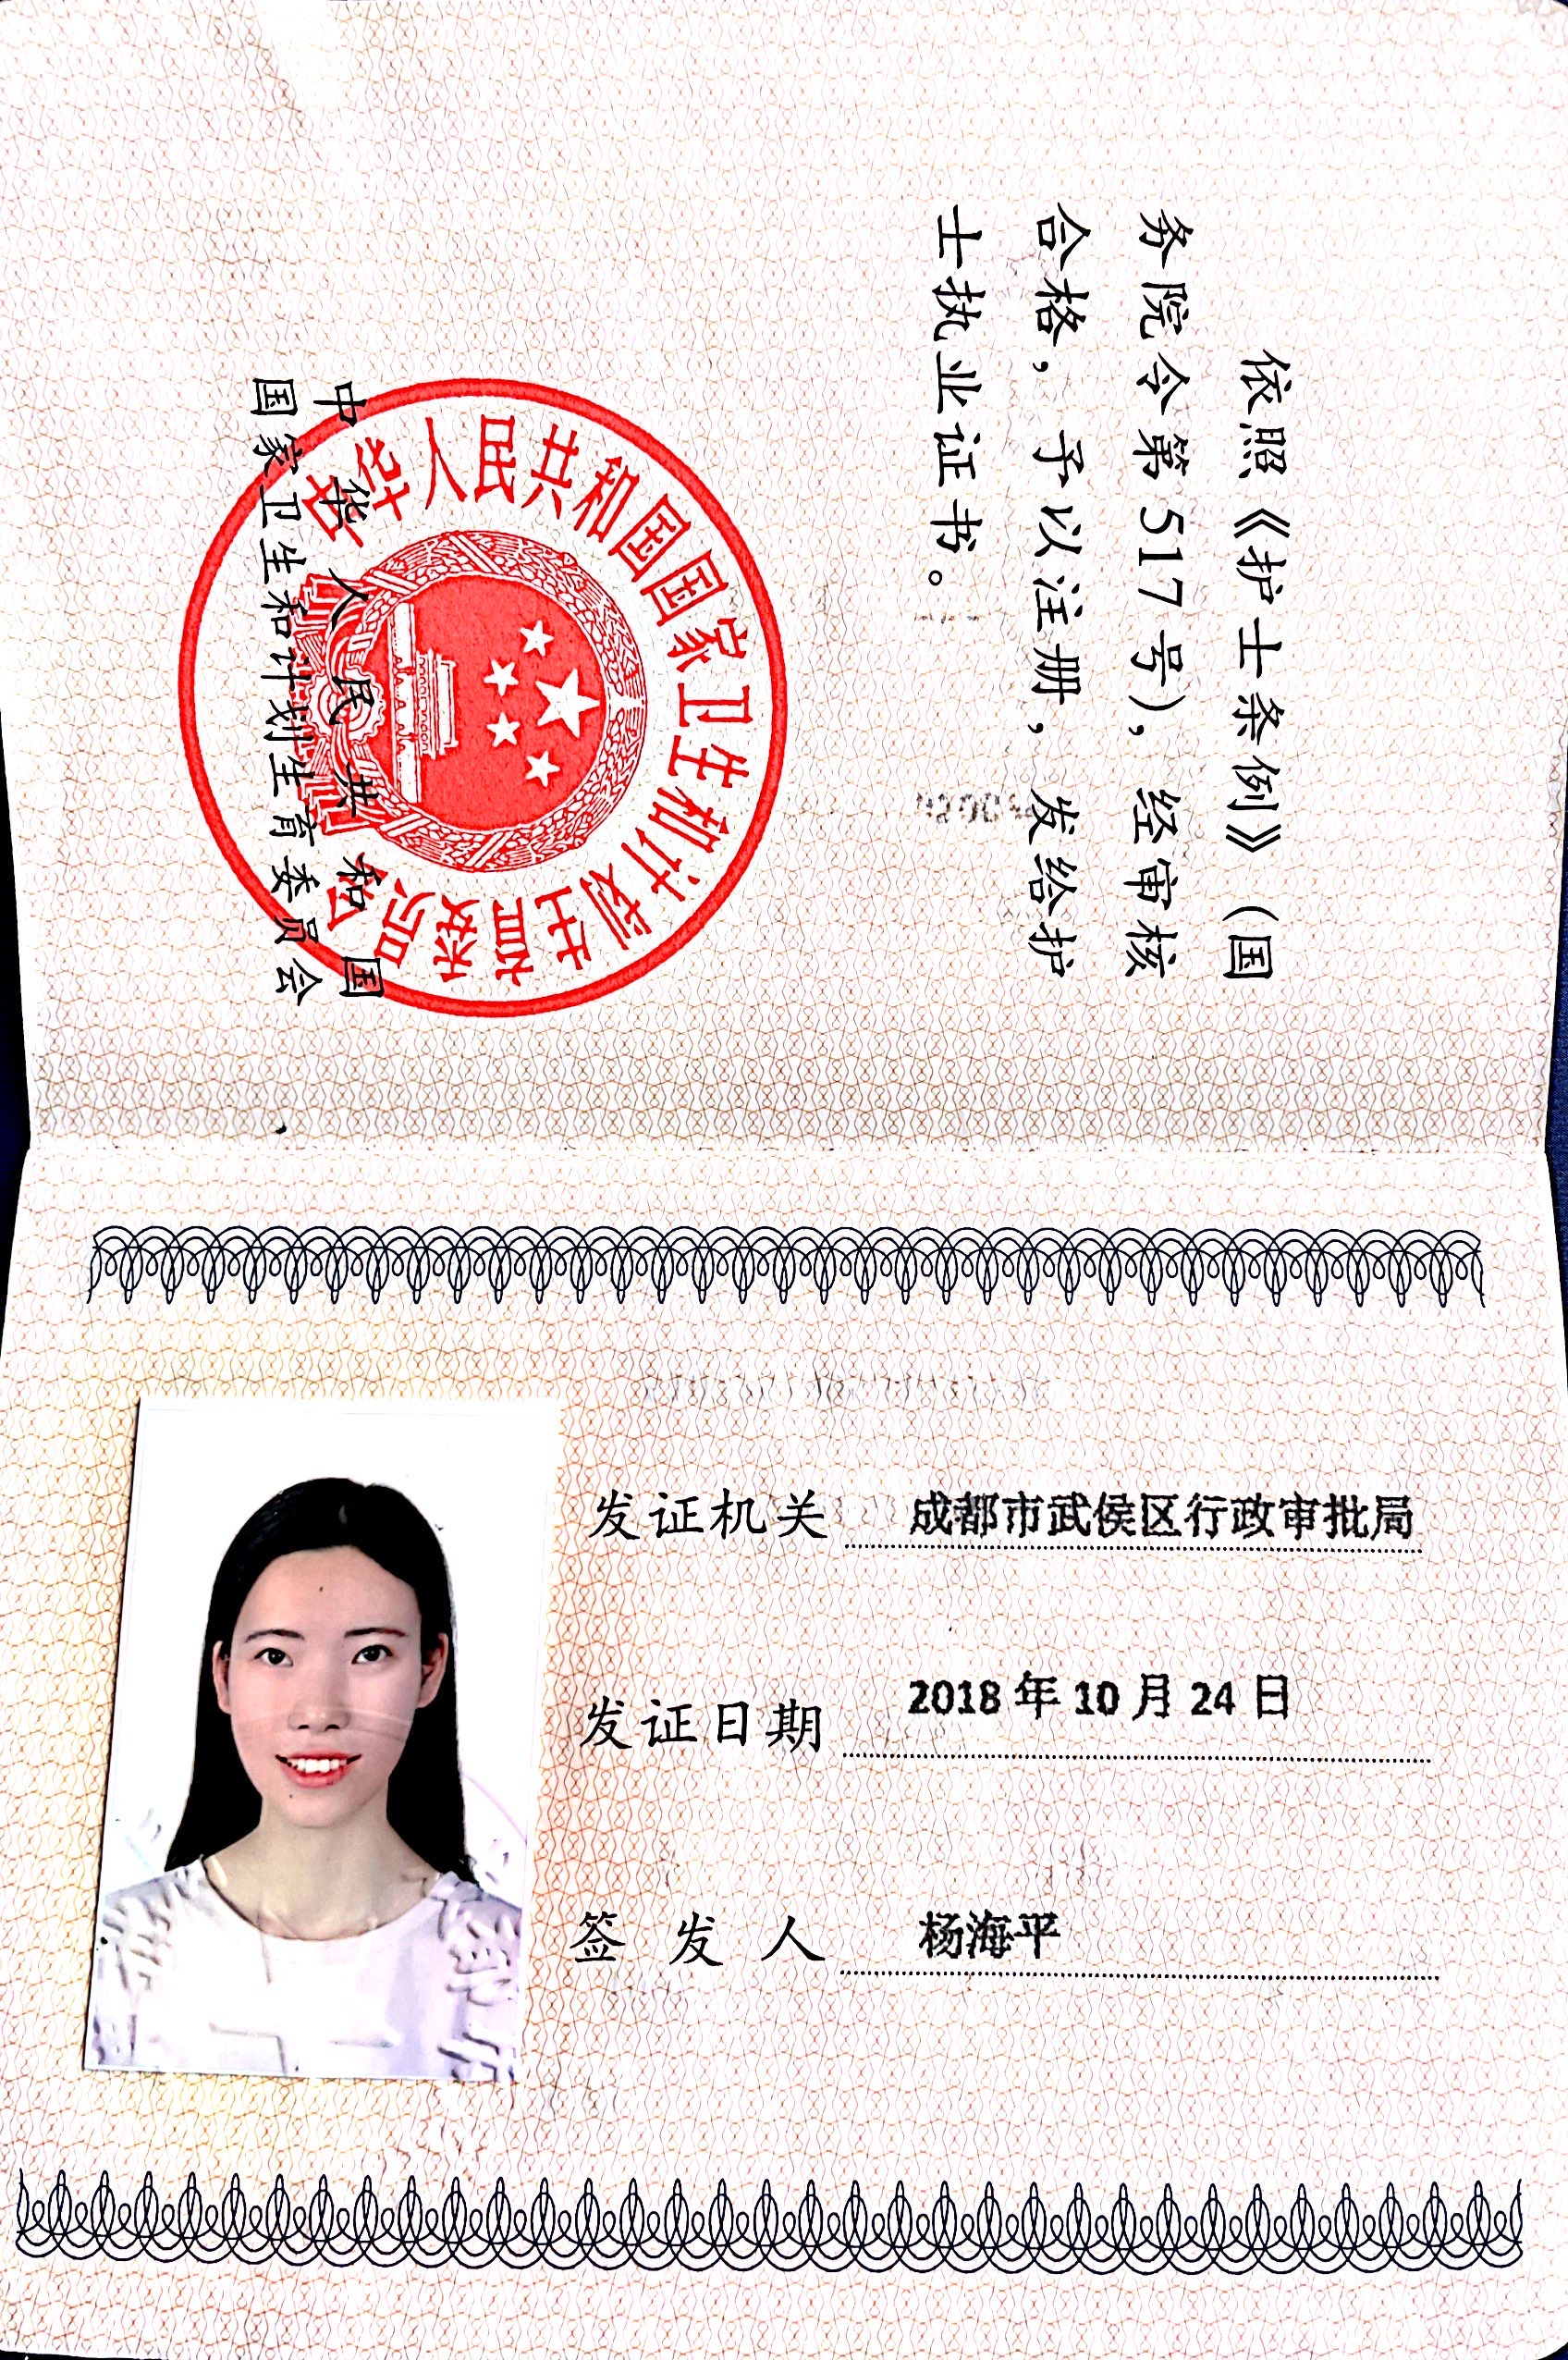 依照《护士条例》（国
务院令第517号），经审核
合格，予以注册，发给护
士执业证书。
中华人民共和国国家卫生和计划生育委员会
中华人民共和国
国家卫生和计划生育委员会
发证机关 成都市武侯区行政审批局
发证日期 2018年10月24日
签发人 杨海平